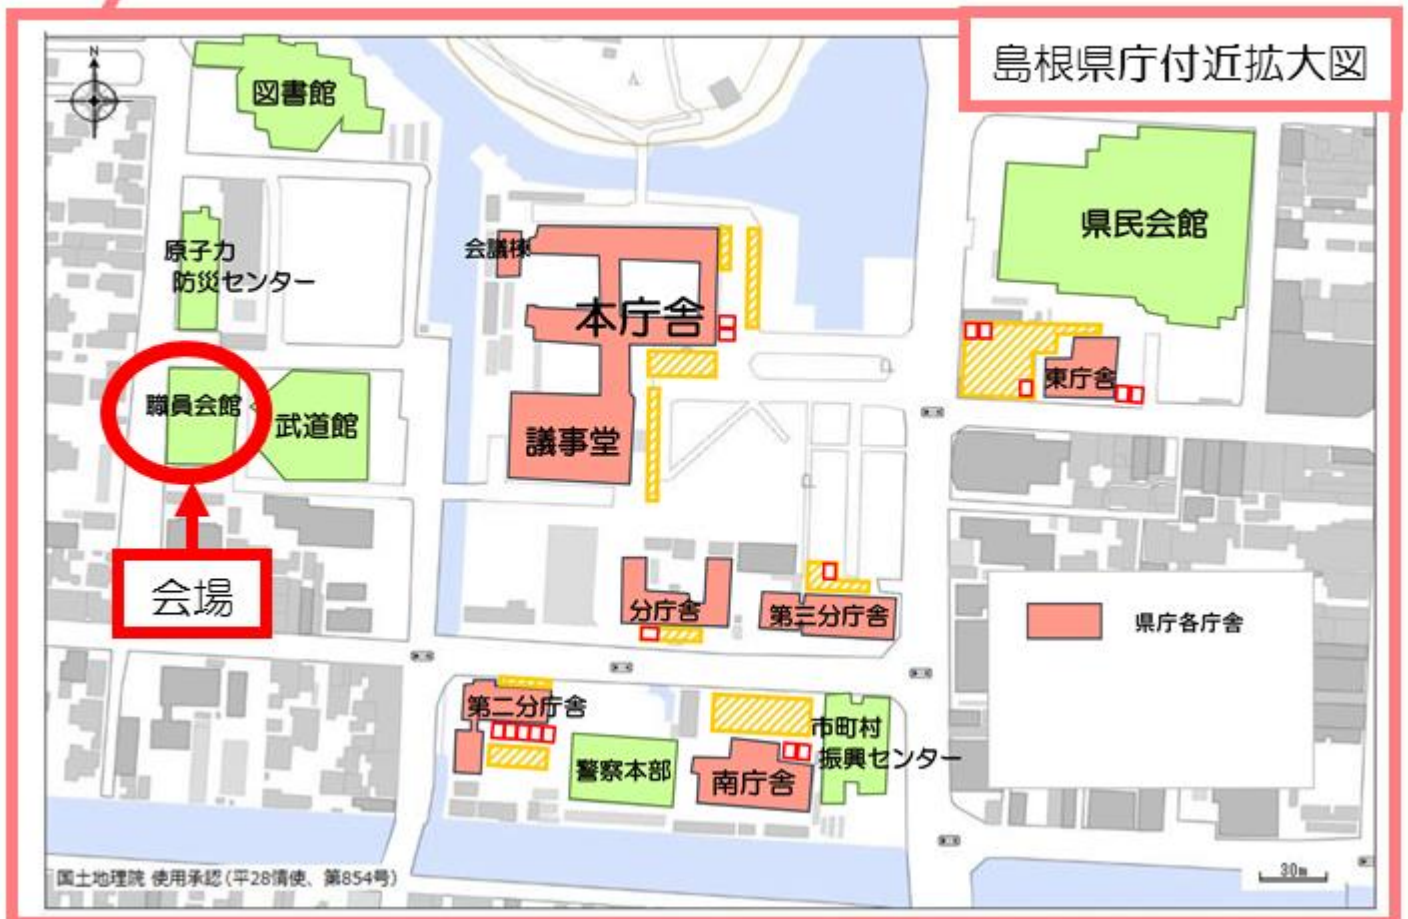 島根県庁付近拡大図
N
図書館
県民会館
原子力
防災センター
会議棟
本庁舎
東庁舎
職員会館
武道館
議事堂
会場
分庁舎
第三分庁舎
県庁各庁舎
第二分庁舎
市町村
振興センター
警察本部
南庁舎
国土地理院 使用承認(平28情使、第854号)
30m